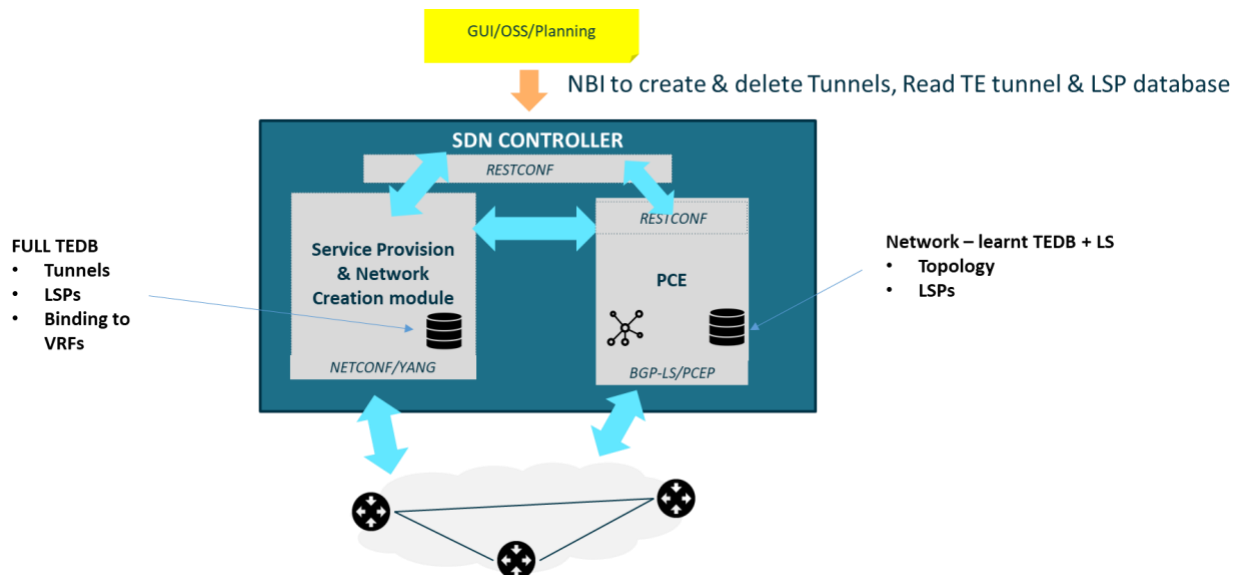 GUI/OSS/Planning
NBI to create & delete Tunnels, Read TE tunnel & LSP database
SDN CONTROLLER
RESTCONF
RESTCONF
Service Provision
& Network
Creation module
PCE
NETCONF/YANG
BGP-LS/PCEP
FULL TEDB
• Tunnels
• LSPs
• Binding to
VRFs
Network – learnt TEDB + LS
• Topology
• LSPs